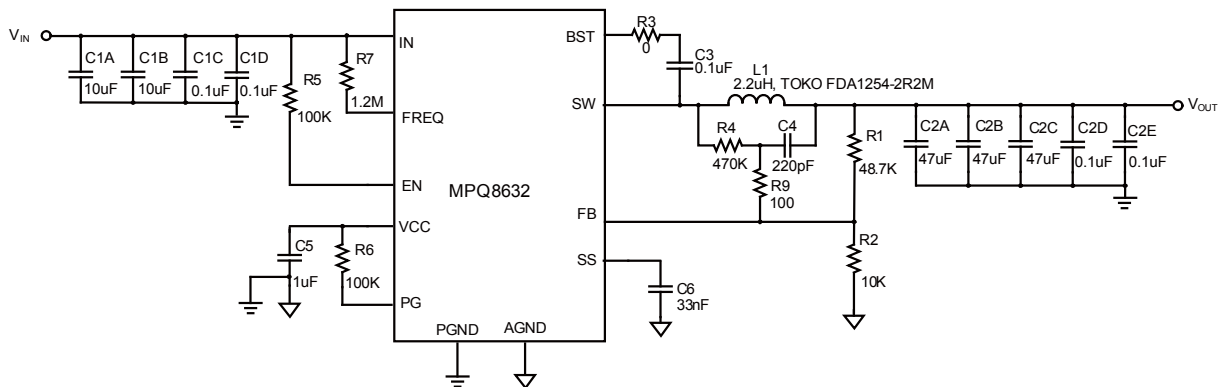 VIN
C1A
10uF
C1B
10uF
C1C
0.1uF
C1D
0.1uF
R5
100K
R7
1.2M
IN
FREQ
EN
VCC
PG
C5
1uF
R6
100K
MPQ8632
PGND
AGND
BST
SW
FB
SS
R3
0
C3
0.1uF
L1
2.2uH, TOKO FDA1254-2R2M
R4
470K
C4
220pF
R9
100
R1
48.7K
R2
10K
C6
33nF
C2A
47uF
C2B
47uF
C2C
47uF
C2D
0.1uF
C2E
0.1uF
VOUT